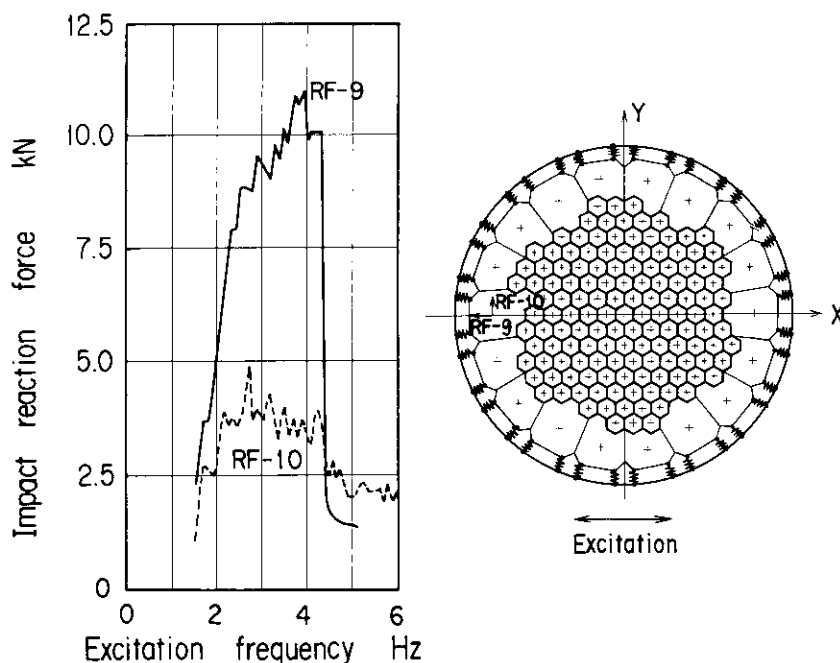 12.5
10.0
7.5
5.0
2.5
0
0 2 4 6
Impact reaction force kN
Excitation frequency Hz
RF-9
RF-10
Y
X
RF-10
RF-9
Excitation